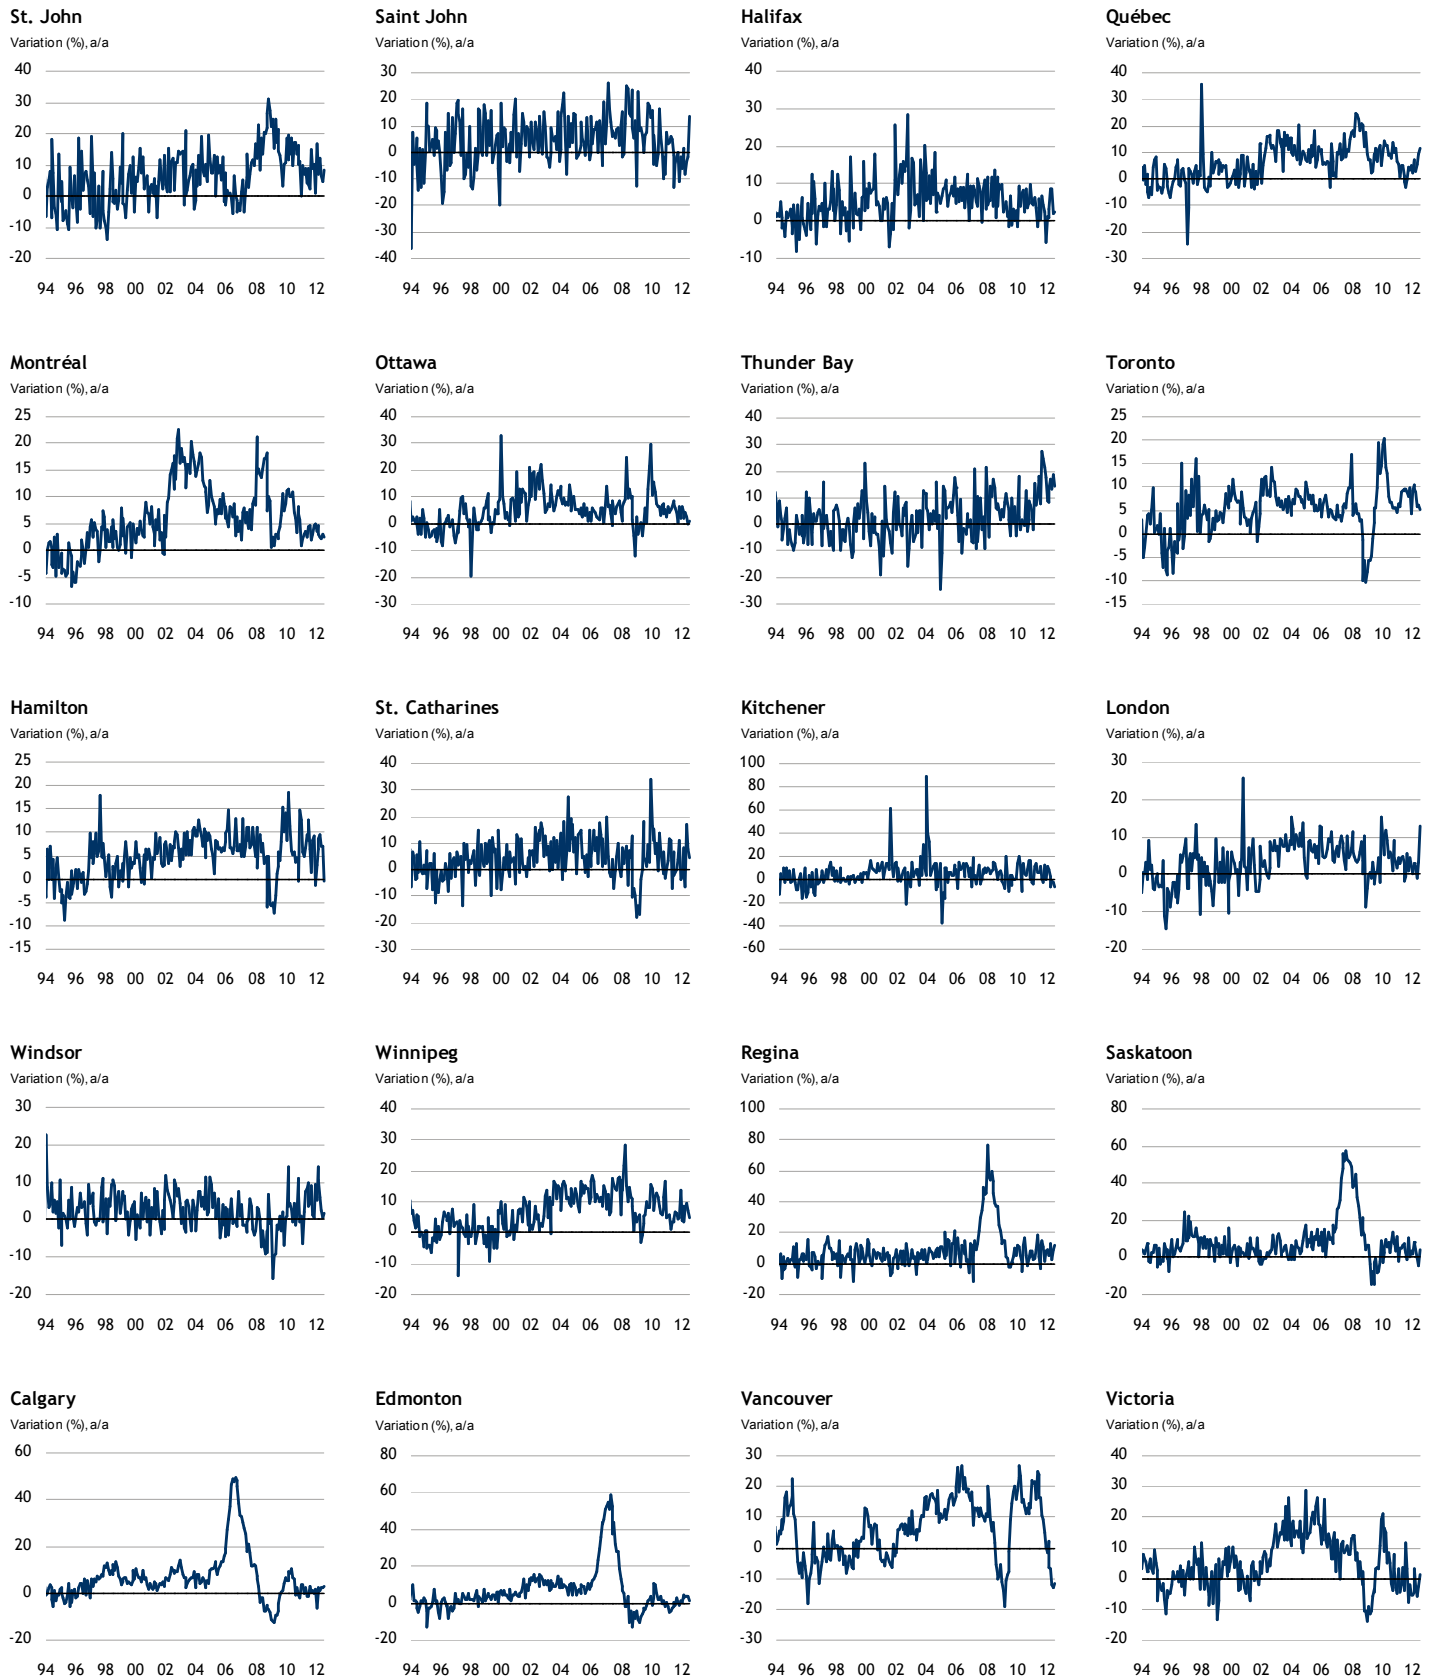 St. John
Variation (%), a/a
40
30
20
10
0
-10
-20
94 96 98 00 02 04 06 08 10 12
Saint John
Variation (%), a/a
30
20
10
0
-10
-20
-30
-40
94 96 98 00 02 04 06 08 10 12
Halifax
Variation (%), a/a
40
30
20
10
0
-10
94 96 98 00 02 04 06 08 10 12
Québec
Variation (%), a/a
40
30
20
10
0
-10
-20
-30
94 96 98 00 02 04 06 08 10 12
Montréal
Variation (%), a/a
25
20
15
10
5
0
-5
-10
94 96 98 00 02 04 06 08 10 12
Ottawa
Variation (%), a/a
40
30
20
10
0
-10
-20
-30
94 96 98 00 02 04 06 08 10 12
Thunder Bay
Variation (%), a/a
40
30
20
10
0
-10
-20
-30
94 96 98 00 02 04 06 08 10 12
Toronto
Variation (%), a/a
25
20
15
10
5
0
-5
-10
-15
94 96 98 00 02 04 06 08 10 12
Hamilton
Variation (%), a/a
25
20
15
10
5
0
-5
-10
-15
94 96 98 00 02 04 06 08 10 12
St. Catharines
Variation (%), a/a
40
30
20
10
0
-10
-20
-30
94 96 98 00 02 04 06 08 10 12
Kitchener
Variation (%), a/a
100
80
60
40
20
0
-20
-40
-60
94 96 98 00 02 04 06 08 10 12
London
Variation (%), a/a
30
20
10
0
-10
-20
94 96 98 00 02 04 06 08 10 12
Windsor
Variation (%), a/a
30
20
10
0
-10
-20
94 96 98 00 02 04 06 08 10 12
Winnipeg
Variation (%), a/a
40
30
20
10
0
-10
-20
94 96 98 00 02 04 06 08 10 12
Regina
Variation (%), a/a
100
80
60
40
20
0
-20
94 96 98 00 02 04 06 08 10 12
Saskatoon
Variation (%), a/a
80
60
40
20
0
-20
94 96 98 00 02 04 06 08 10 12
Calgary
Variation (%), a/a
60
40
20
0
-20
94 96 98 00 02 04 06 08 10 12
Edmonton
Variation (%), a/a
80
60
40
20
0
-20
94 96 98 00 02 04 06 08 10 12
Vancouver
Variation (%), a/a
30
20
10
0
-10
-20
-30
94 96 98 00 02 04 06 08 10 12
Victoria
Variation (%), a/a
40
30
20
10
0
-10
-20
94 96 98 00 02 04 06 08 10 12